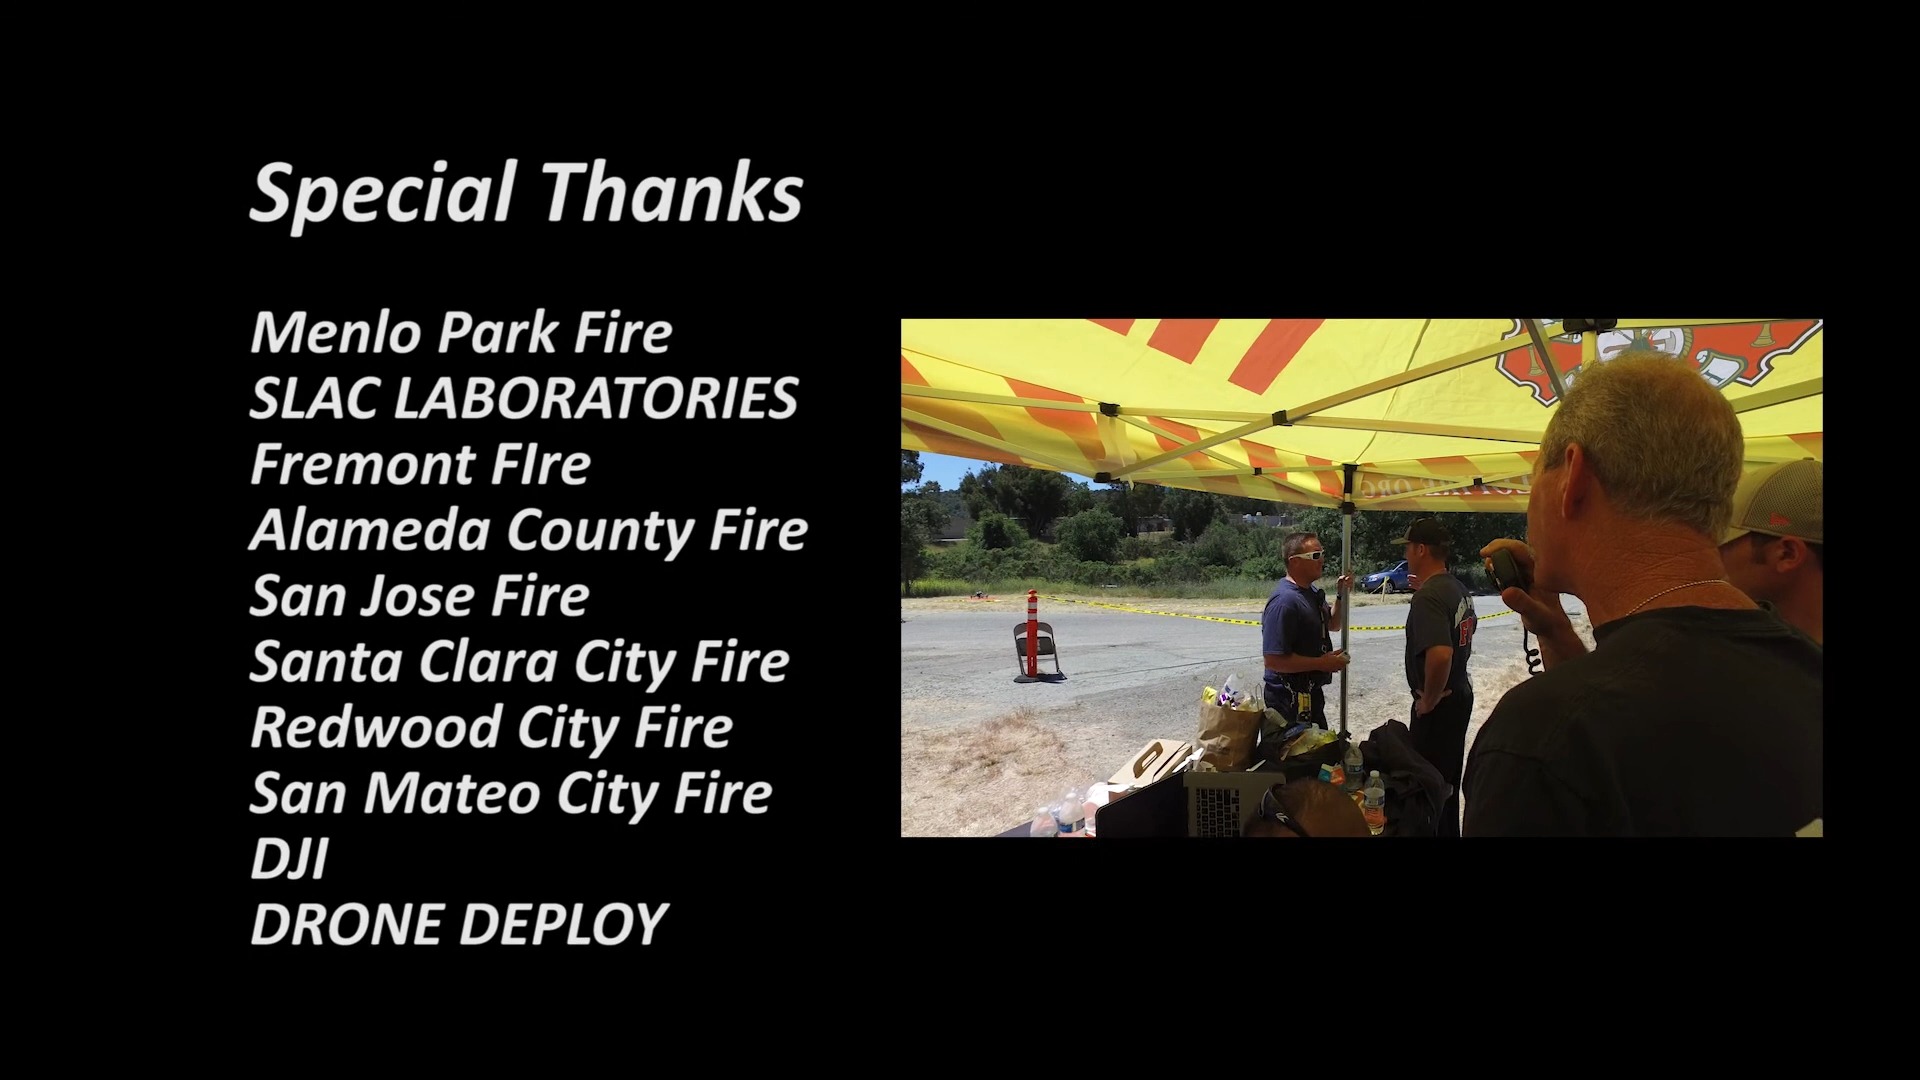 Special Thanks
Menlo Park Fire
SLAC LABORATORIES
Fremont FIre
Alameda County Fire
San Jose Fire
Santa Clara City Fire
Redwood City Fire
San Mateo City Fire
DJI
DRONE DEPLOY